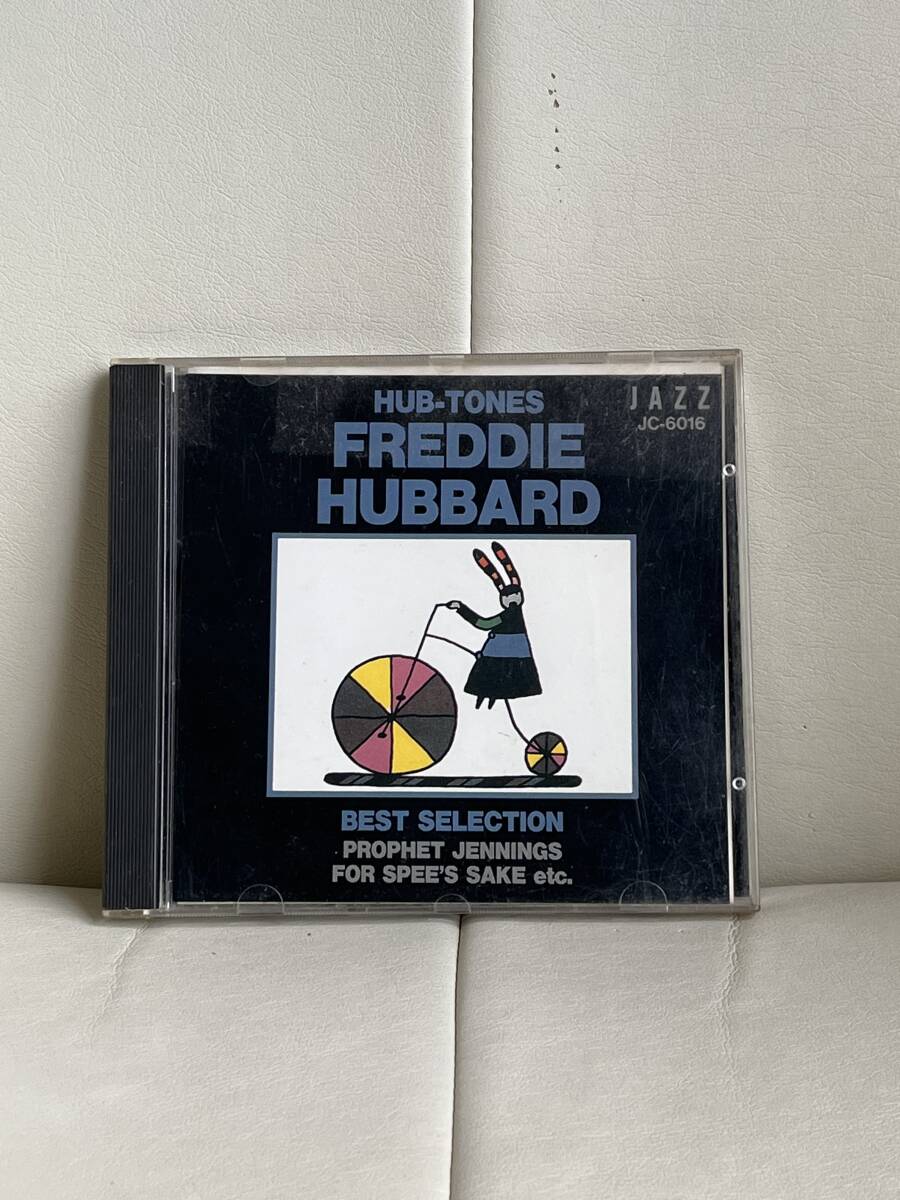 HUB-TONES
FREDDIE
HUBBARD
JAZZ
JC-6016
BEST SELECTION
PROPHET JENNINGS
FOR SPEE'S SAKE etc.